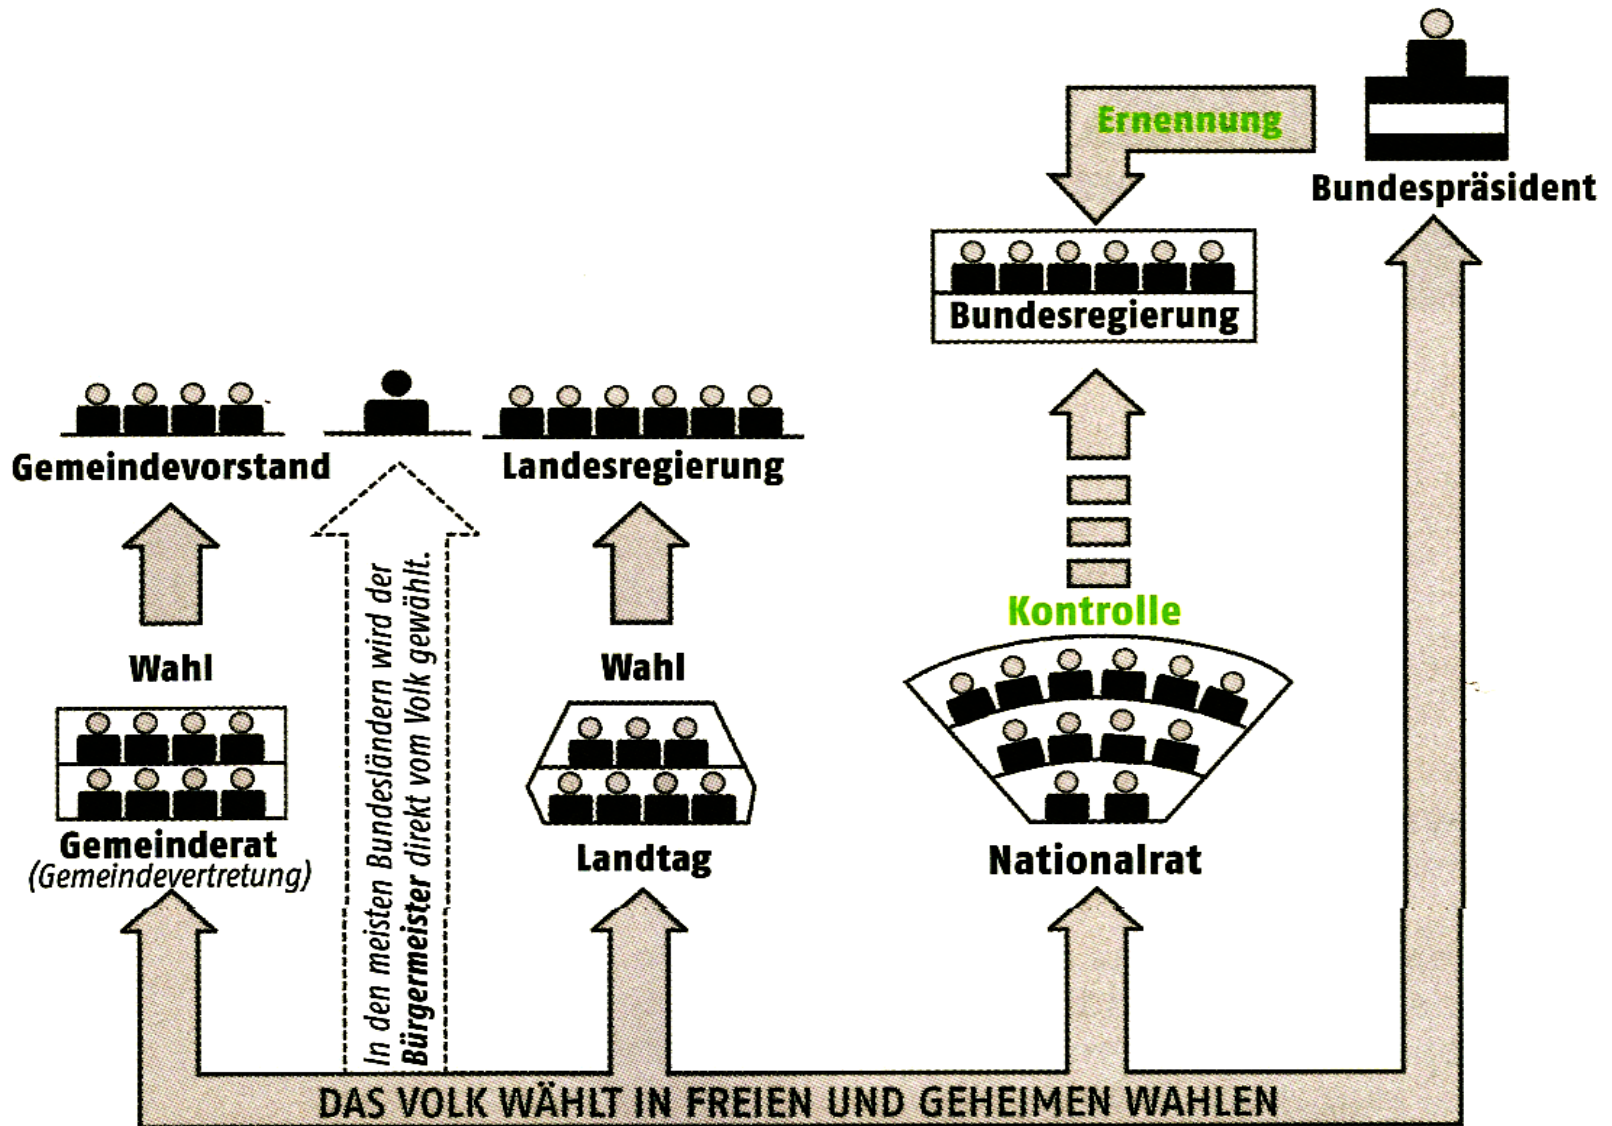 Ernennung
Bundespräsident
Bundesregierung
Gemeindevorstand
Landesregierung
Kontrolle
Wahl
Wahl
In den meisten Bundesländern wird der
Bürgermeister direkt vom Volk gewählt.
Gemeinderat
(Gemeindevertretung)
Landtag
Nationalrat
DAS VOLK WÄHLT IN FREIEN UND GEHEIMEN WAHLEN